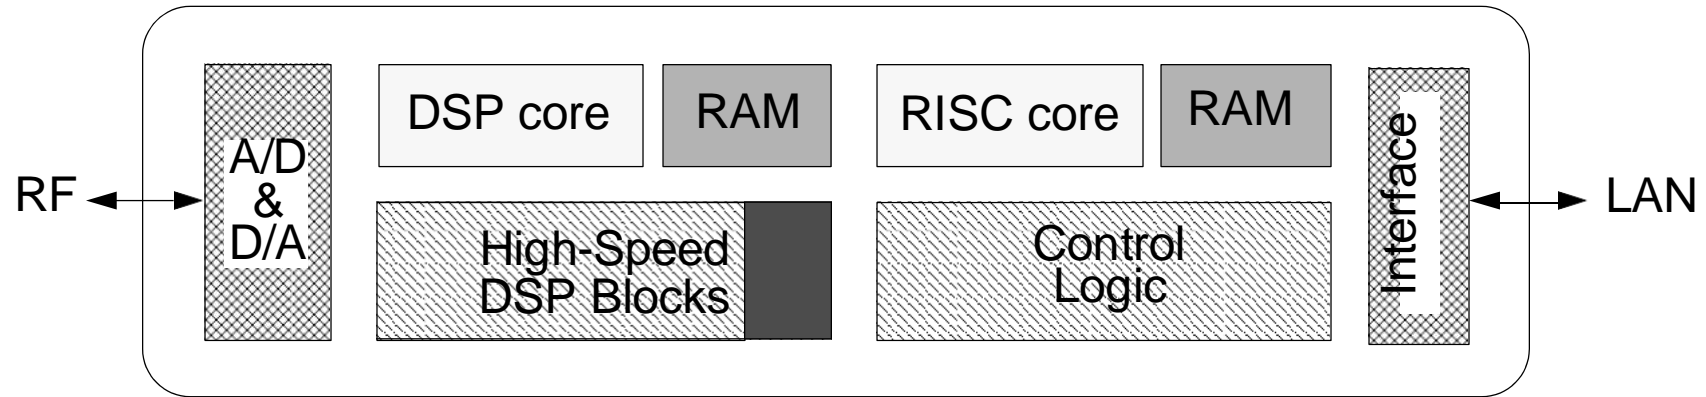 RF
A/D
&
D/A
DSP core
RAM
High-Speed
DSP Blocks
RISC core
RAM
Control
Logic
Interface
LAN